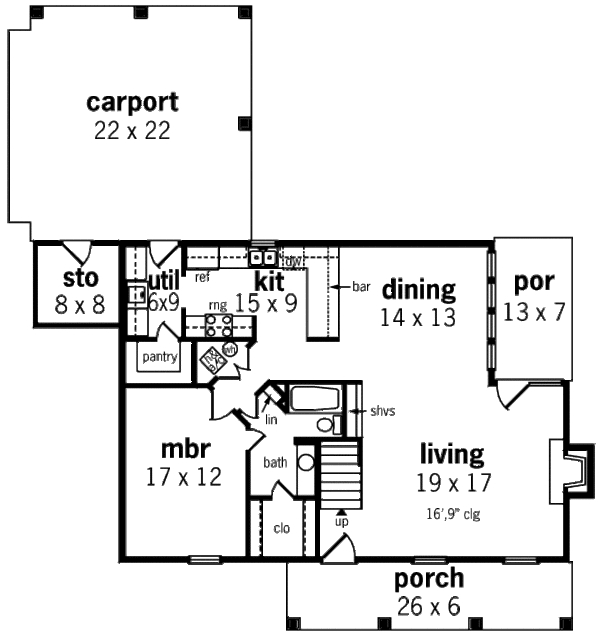 carport
22 x 22
sto
8 x 8
util
6x9
ref
kit
15 x 9
dw
bar
dining
14 x 13
por
13 x 7
rng
pantry
wh
h&
a/c
lin
shvs
mbr
17 x 12
bath
living
19 x 17
16',9" clg
clo
up
porch
26 x 6